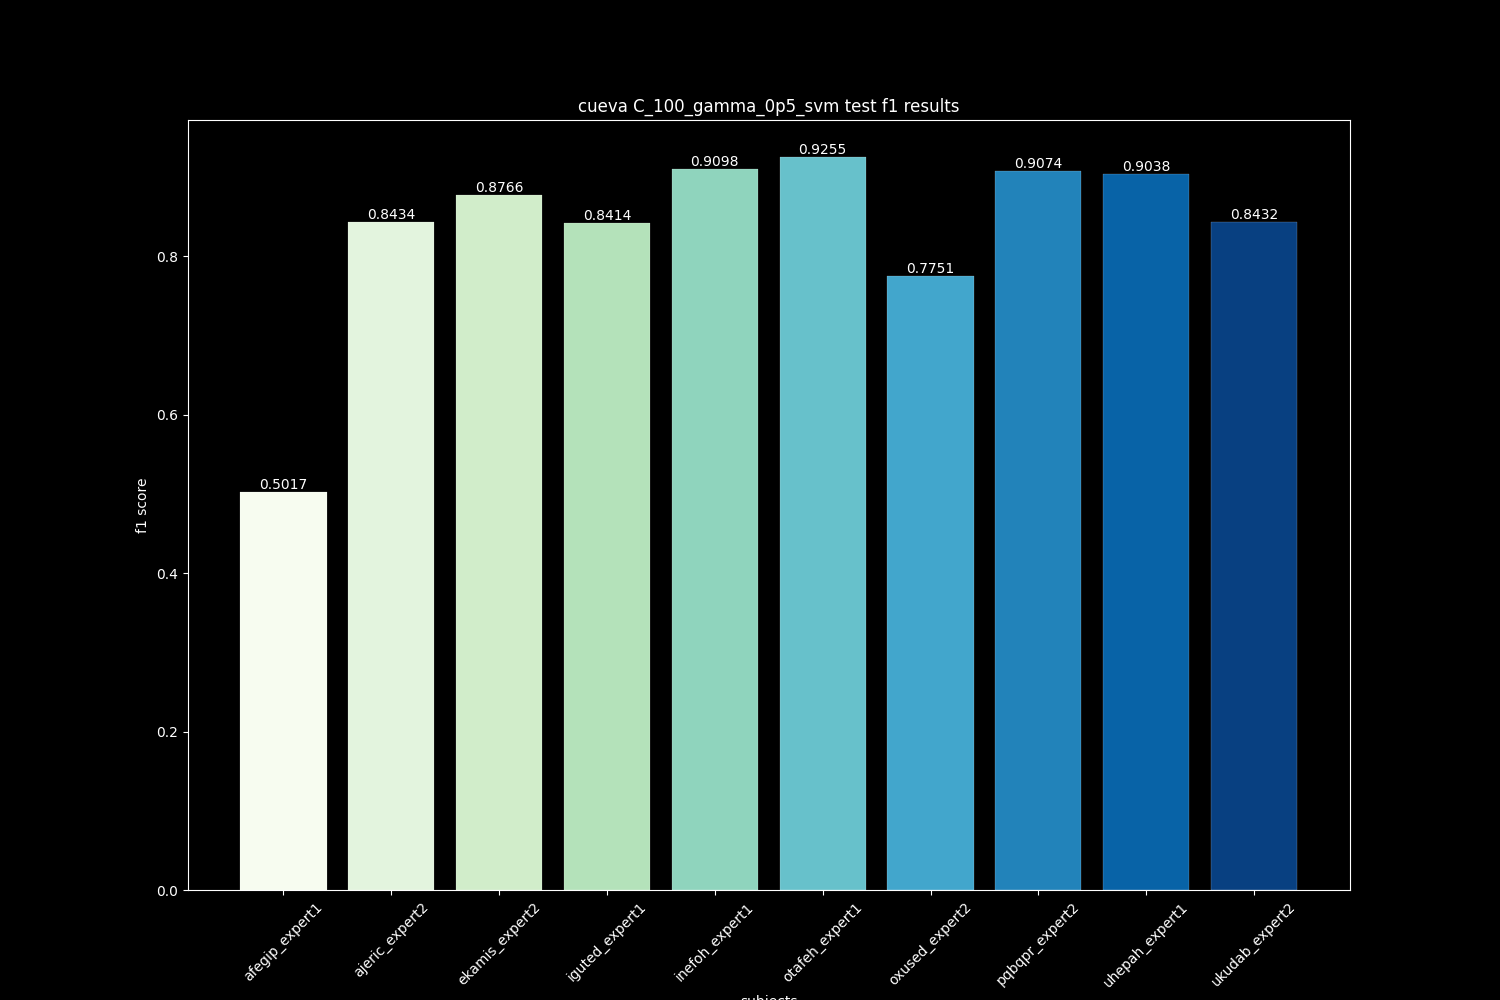 cueva C_100_gamma_0p5_svm test f1 results
0.9255
0.9098
0.9074
0.9038
0.8766
0.8434
0.8414
0.8432
0.7751
0.5017
0.8
0.6
0.4
0.2
0.0
f1 score
afegip_expert1
ajeric_expert2
ekamis_expert2
iguted_expert1
inefoh_expert1
otafeh_expert1
oxused_expert2
pqbqpr_expert2
uhepah_expert1
ukudab_expert2
subjects